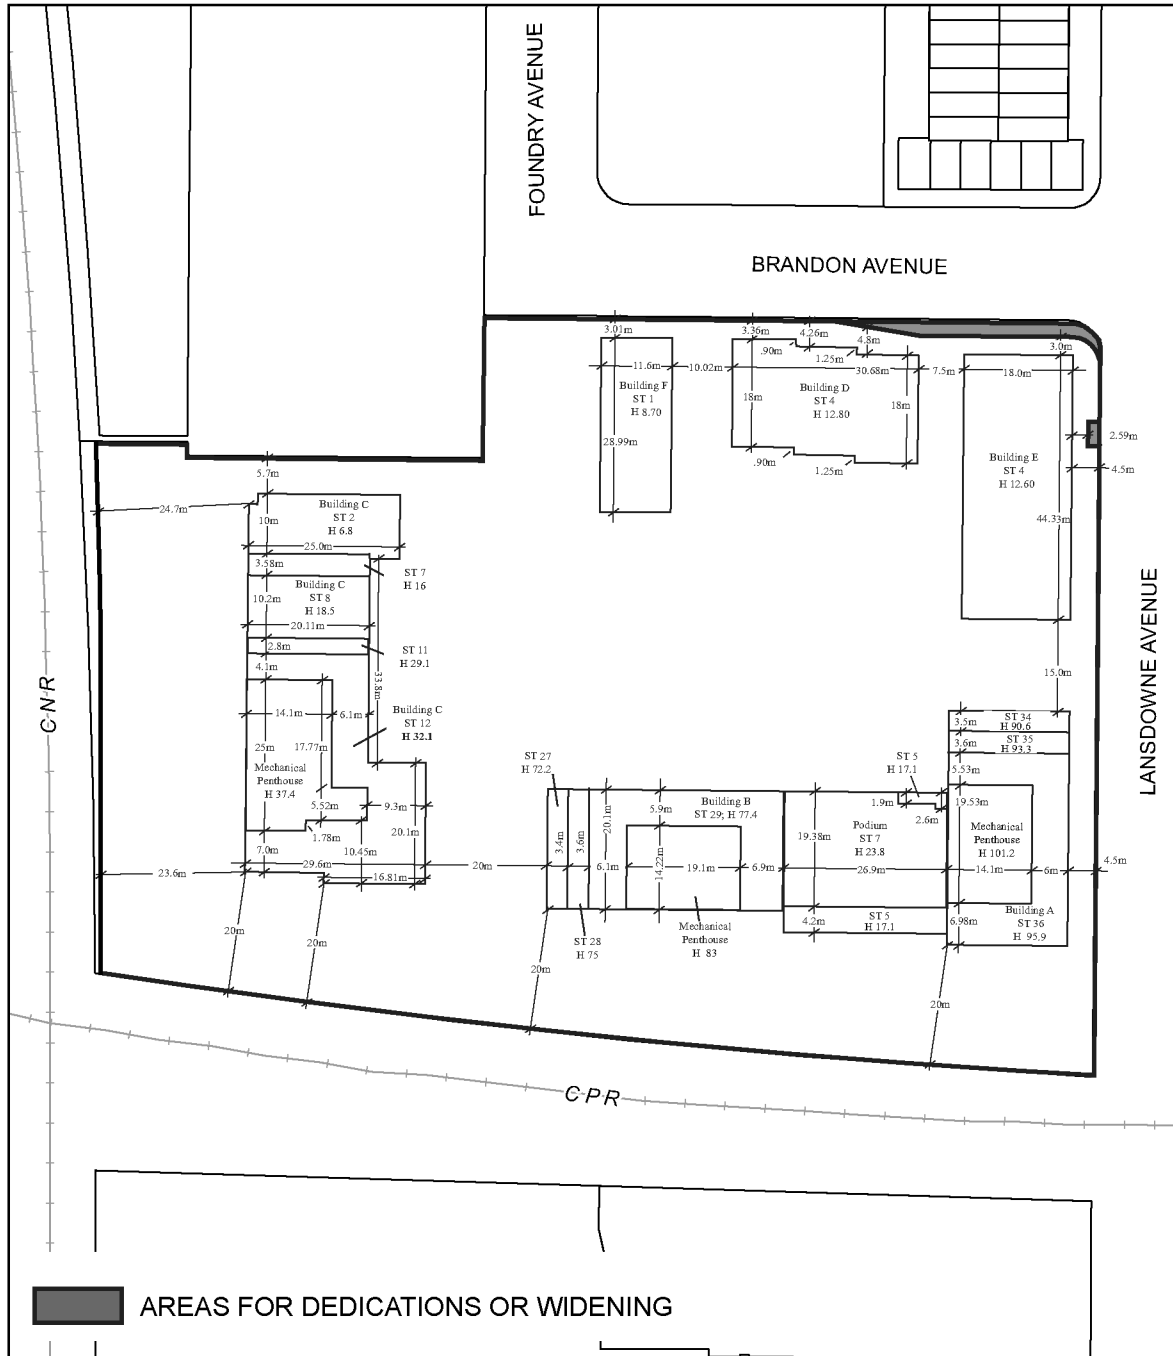 FOUNDRY AVENUE
BRANDON AVENUE
LANSDOWNE AVENUE
C-N-R
C-P-R
3.01m
3.36m
4.26m
4.8m
3.0m
.90m
1.25m
11.6m
10.02m
30.68m
7.5m
18.0m
Building F
ST 1
H 8.70
28.99m
18m
Building D
ST 4
H 12.80
18m
.90m
1.25m
2.59m
4.5m
Building E
ST 4
H 12.60
44.33m
15.0m
5.7m
24.7m
10m
Building C
ST 2
H 6.8
25.0m
3.58m
ST 7
H 16
10.2m
Building C
ST 8
H 18.5
20.11m
2.8m
ST 11
H 29.1
4.1m
33.8m
14.1m
6.1m
Building C
ST 12
H 32.1
25m
17.77m
Mechanical
Penthouse
H 37.4
5.52m
9.3m
1.78m
20.1m
7.0m
10.45m
29.6m
16.81m
23.6m
20m
20m
20m
ST 27
H 72.2
3.4m
3.6m
20.1m
5.9m
Building B
ST 29; H 77.4
6.1m
14.22m
19.1m
6.9m
Mechanical
Penthouse
H 83
ST 28
H 75
20m
ST 5
H 17.1
1.9m
2.6m
19.38m
Podium
ST 7
H 23.8
26.9m
4.2m
ST 5
H 17.1
3.5m
ST 34
H 90.6
3.6m
ST 35
H 93.3
5.53m
19.53m
Mechanical
Penthouse
H 101.2
14.1m
6m
4.5m
6.98m
Building A
ST 36
H 95.9
20m
AREAS FOR DEDICATIONS OR WIDENING